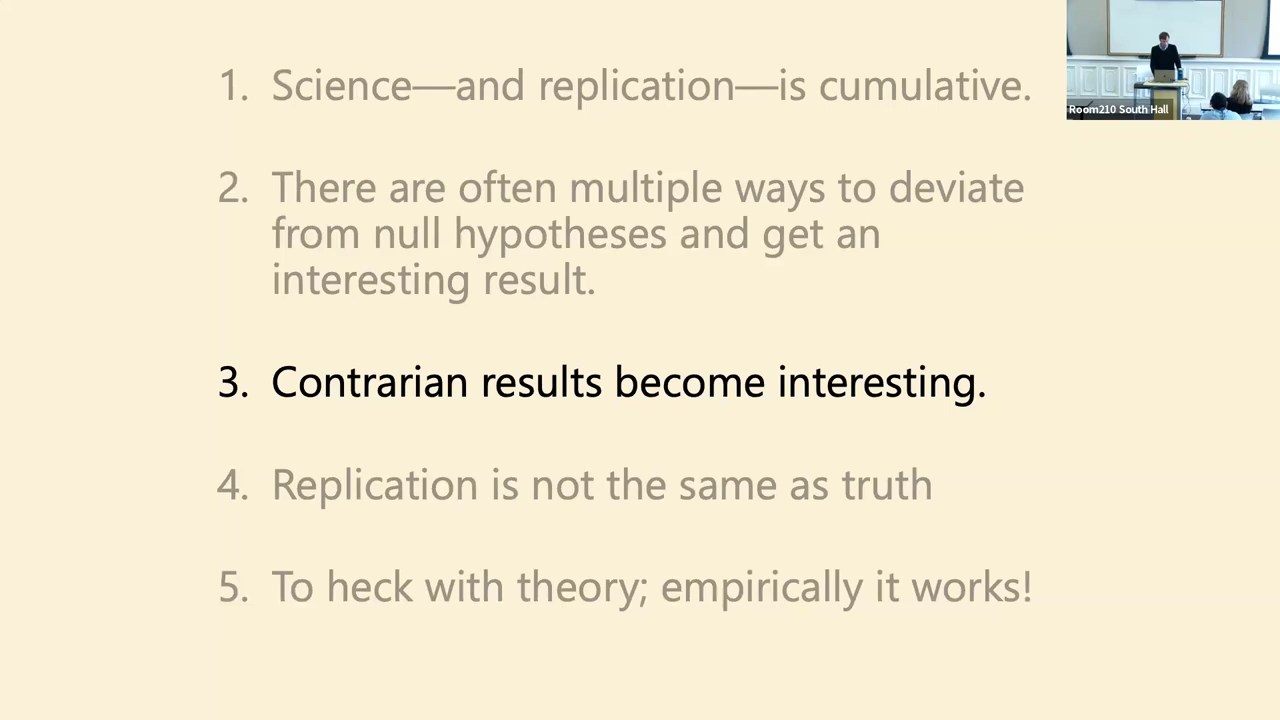 1. Science—and replication—is cumulative.
Room210 South Hall
2. There are often multiple ways to deviate
from null hypotheses and get an
interesting result.
3. Contrarian results become interesting.
4. Replication is not the same as truth
5. To heck with theory; empirically it works!